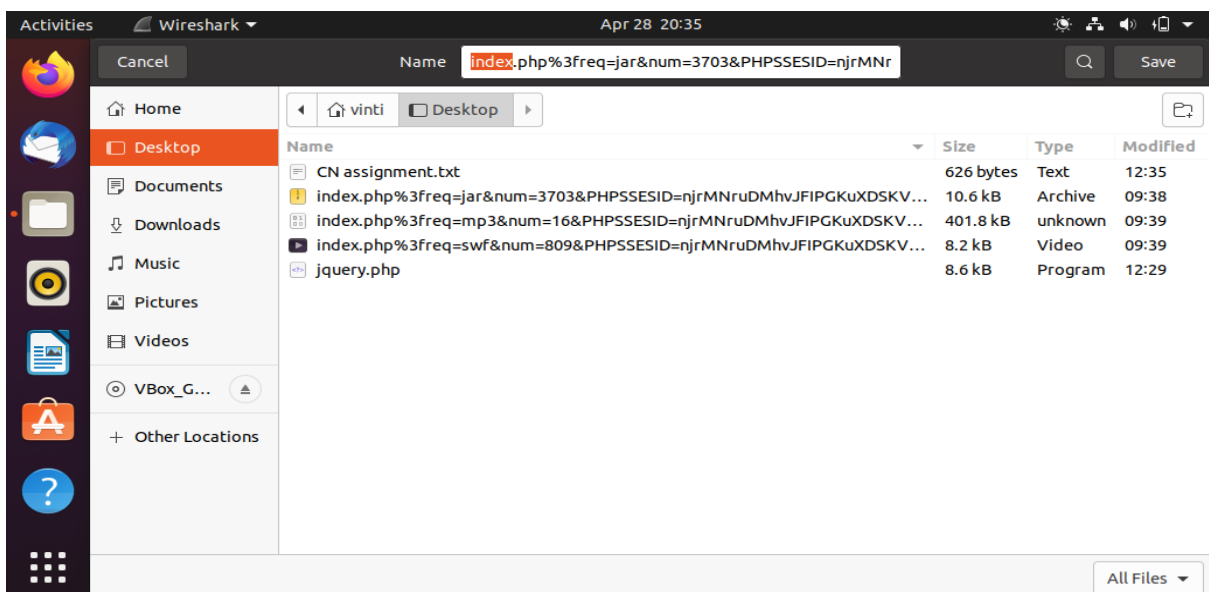 Activities Wireshark Apr 28 20:35
Cancel Name index.php%3freq=jar&num=3703&PHPSSESID=njrMNr Save
Home vinti Desktop
Desktop Name Size Type Modified
CN assignment.txt 626 bytes Text 12:35
Documents index.php%3freq=jar&num=3703&PHPSSESID=njrMNruDMhvJFIPGKuXDSKV... 10.6 kB Archive 09:38
Downloads index.php%3freq=mp3&num=16&PHPSSESID=njrMNruDMhvJFIPGKuXDSKV... 401.8 kB unknown 09:39
index.php%3freq=swf&num=809&PHPSSESID=njrMNruDMhvJFIPGKuXDSKV... 8.2 kB Video 09:39
Music jquery.php 8.6 kB Program 12:29
Pictures
Videos
VBox_G...
+ Other Locations
All Files